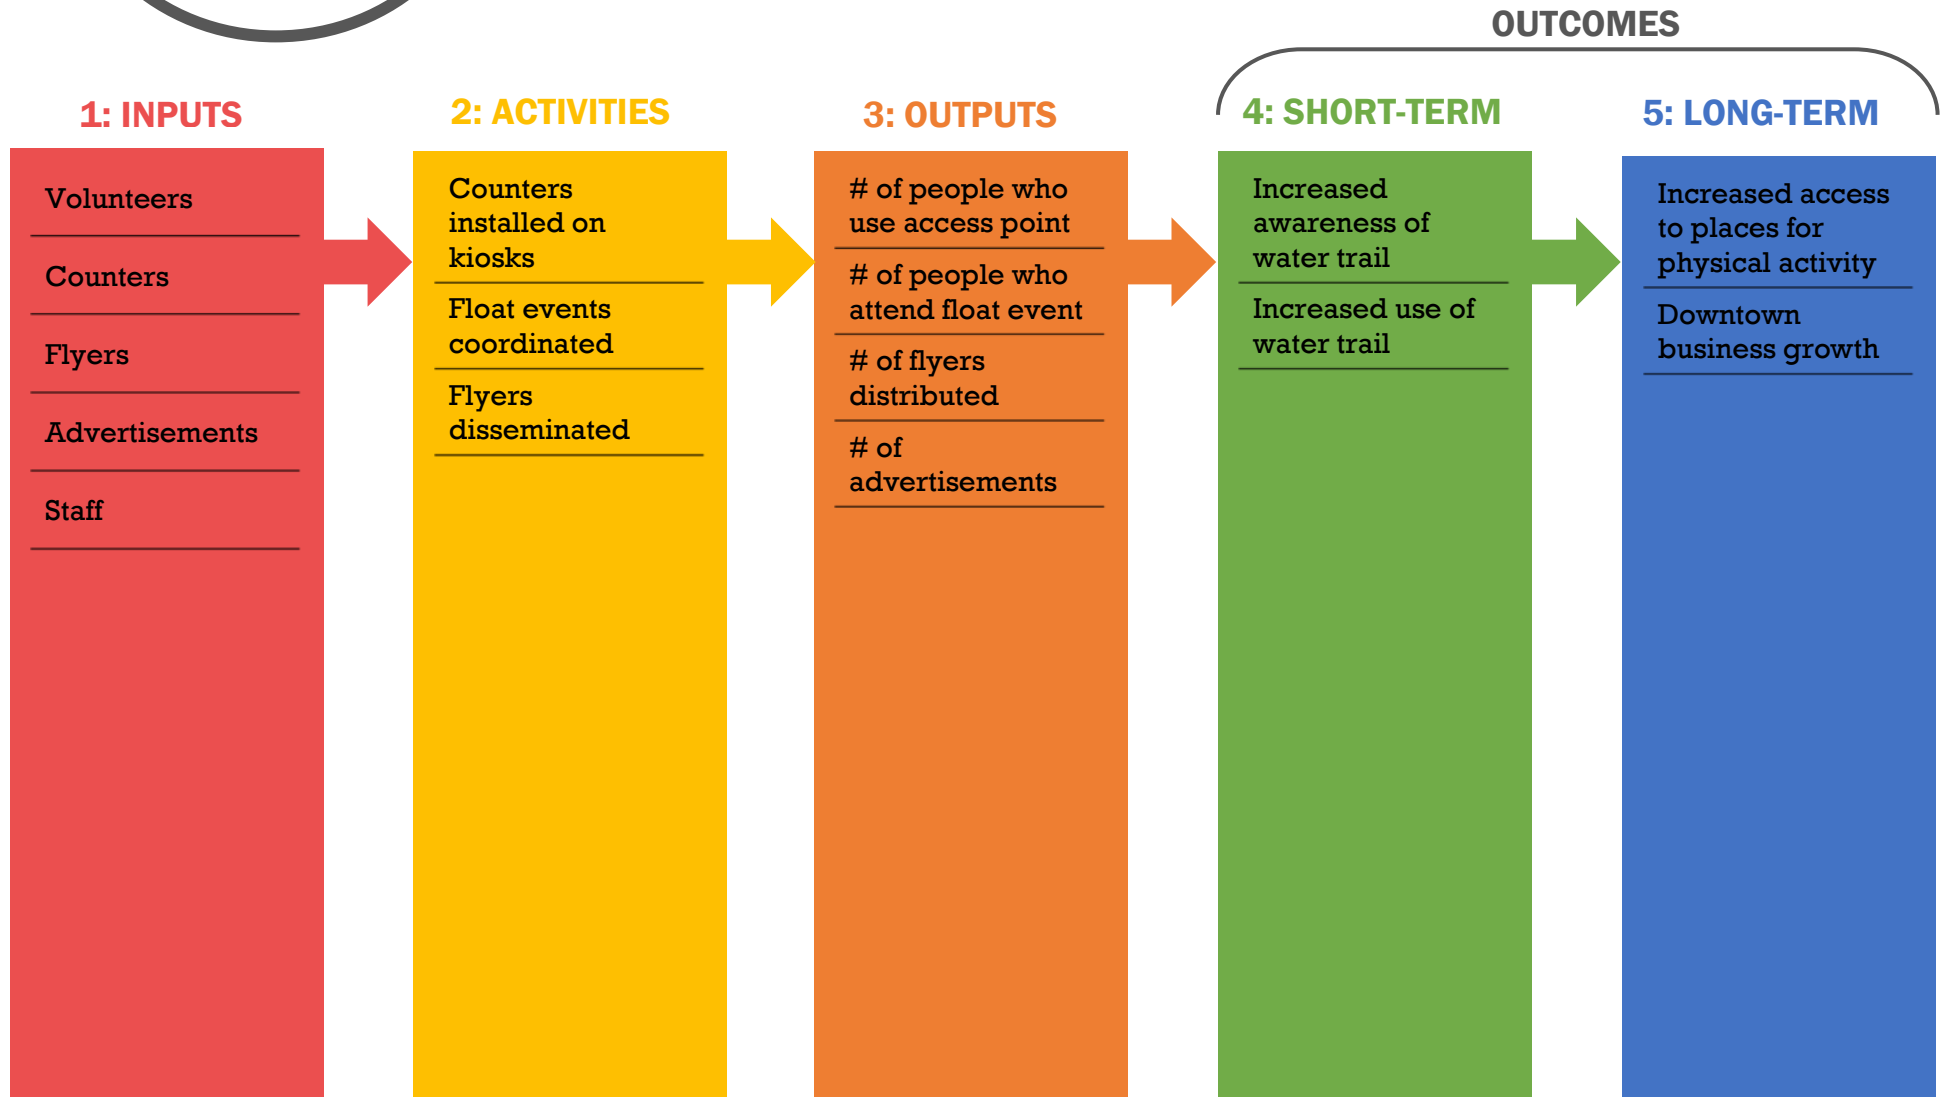 OUTCOMES
1: INPUTS
Volunteers
Counters
Flyers
Advertisements
Staff
2: ACTIVITIES
Counters
installed on
kiosks
Float events
coordinated
Flyers
disseminated
3: OUTPUTS
# of people who
use access point
# of people who
attend float event
# of flyers
distributed
# of
advertisements
4: SHORT-TERM
Increased
awareness of
water trail
Increased use of
water trail
5: LONG-TERM
Increased access
to places for
physical activity
Downtown
business growth